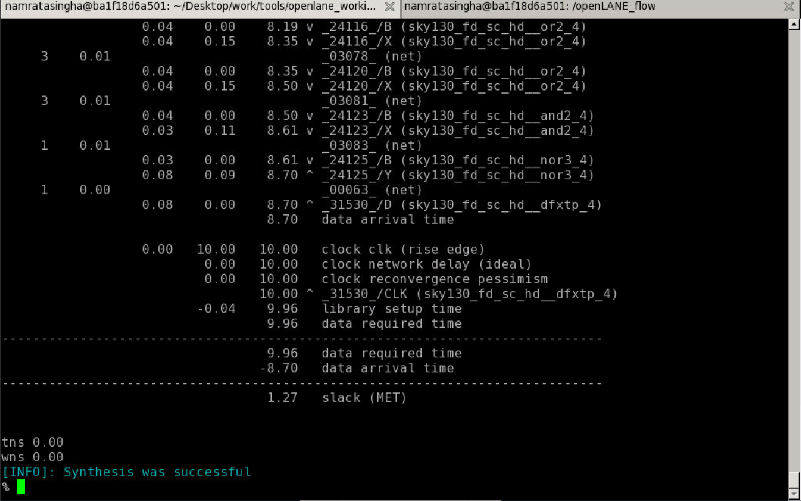 namratasingha@ba1f18d6a501: ~/Desktop/work/tools/openlane_worki... namratasingha@ba1f18d6a501: /openLANE_flow
0.04 0.00 8.19 v _24116_/B (sky130_fd_sc_hd__or2_4)
0.04 0.15 8.35 v _24116_/X (sky130_fd_sc_hd__or2_4)
3 0.01 _03078_ (net)
0.04 0.00 8.35 v _24120_/B (sky130_fd_sc_hd__or2_4)
0.04 0.15 8.50 v _24120_/X (sky130_fd_sc_hd__or2_4)
3 0.01 _03081_ (net)
0.04 0.00 8.50 v _24123_/B (sky130_fd_sc_hd__and2_4)
0.03 0.11 8.61 v _24123_/X (sky130_fd_sc_hd__and2_4)
1 0.01 _03083_ (net)
0.03 0.00 8.61 v _24125_/B (sky130_fd_sc_hd__nor3_4)
0.08 0.09 8.70 ^ _24125_/Y (sky130_fd_sc_hd__nor3_4)
1 0.00 _00063_ (net)
0.08 0.00 8.70 ^ _31530_/D (sky130_fd_sc_hd__dfxtp_4)
8.70 data arrival time
0.00 10.00 10.00 clock clk (rise edge)
0.00 10.00 clock network delay (ideal)
0.00 10.00 clock reconvergence pessimism
10.00 ^ _31530_/CLK (sky130_fd_sc_hd__dfxtp_4)
-0.04 9.96 library setup time
9.96 data required time
-----------------------------------------------------------------------------
9.96 data required time
-8.70 data arrival time
-----------------------------------------------------------------------------
1.27 slack (MET)
tns 0.00
wns 0.00
[INFO]: Synthesis was successful
%